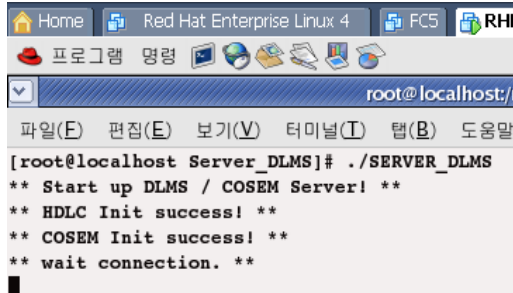 Home Red Hat Enterprise Linux 4 FC5 RH
프로그램 명령
root@localhost:/
파일(F) 편집(E) 보기(V) 터미널(T) 탭(B) 도움말
[root@localhost Server_DLMS]# ./SERVER_DLMS
** Start up DLMS / COSEM Server! **
** HDLC Init success! **
** COSEM Init success! **
** wait connection. **